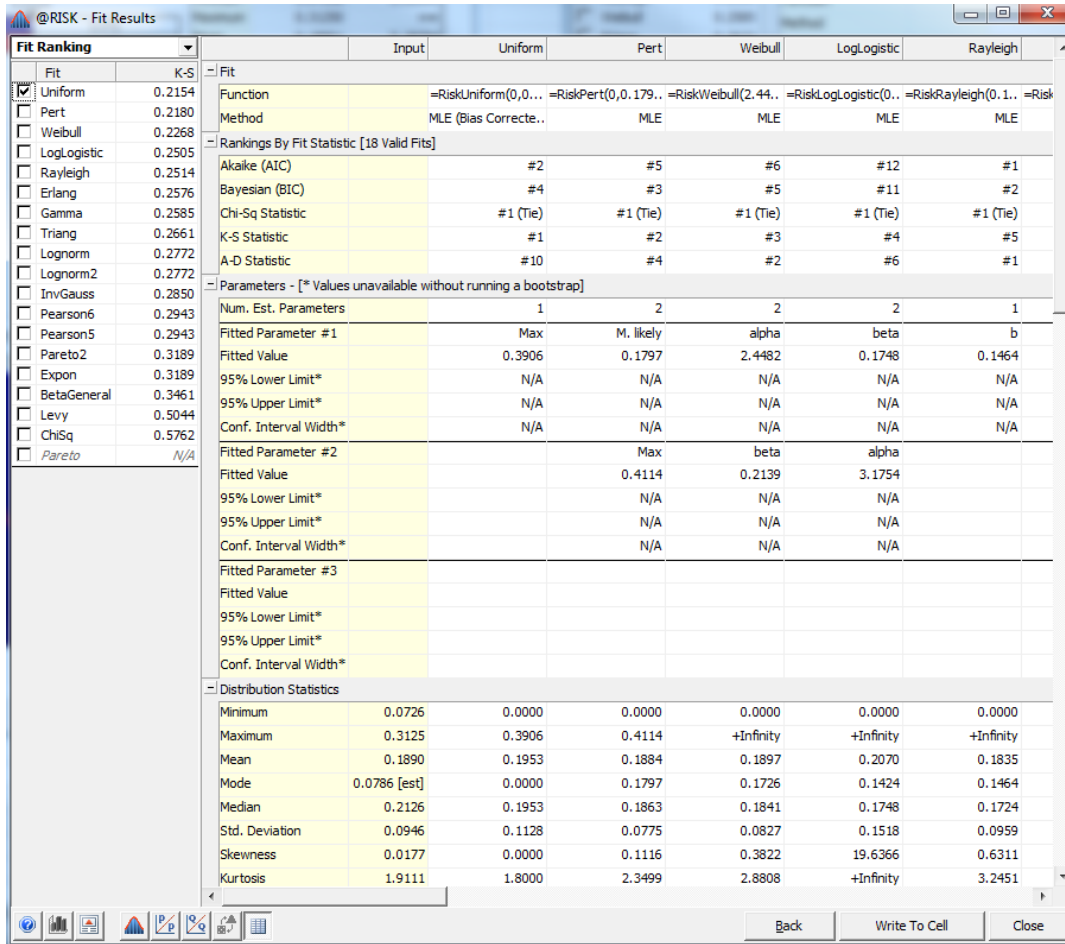 @RISK - Fit Results
Fit Ranking
Fit K-S
Uniform 0.2154
Pert 0.2180
Weibull 0.2268
LogLogistic 0.2505
Rayleigh 0.2514
Erlang 0.2576
Gamma 0.2585
Triang 0.2661
Lognorm 0.2772
Lognorm2 0.2772
InvGauss 0.2850
Pearson6 0.2943
Pearson5 0.2943
Pareto2 0.3189
Expon 0.3189
BetaGeneral 0.3461
Levy 0.5044
ChiSq 0.5762
Pareto N/A
Input Uniform Pert Weibull LogLogistic Rayleigh
Fit
Function =RiskUniform(0,0... =RiskPert(0,0.179... =RiskWeibull(2.44... =RiskLogLogistic(0.. =RiskRayleigh(0.1.. =Risk
Method MLE (Bias Correcte.. MLE MLE MLE MLE
Rankings By Fit Statistic [18 Valid Fits]
Akaike (AIC) #2 #5 #6 #12 #1
Bayesian (BIC) #4 #3 #5 #11 #2
Chi-Sq Statistic #1 (Tie) #1 (Tie) #1 (Tie) #1 (Tie) #1 (Tie)
K-S Statistic #1 #2 #3 #4 #5
A-D Statistic #10 #4 #2 #6 #1
Parameters - [* Values unavailable without running a bootstrap]
Num. Est. Parameters 1 2 2 2 1
Fitted Parameter #1 Max M. likely alpha beta b
Fitted Value 0.3906 0.1797 2.4482 0.1748 0.1464
95% Lower Limit* N/A N/A N/A N/A N/A
95% Upper Limit* N/A N/A N/A N/A N/A
Conf. Interval Width* N/A N/A N/A N/A N/A
Fitted Parameter #2 Max beta alpha
Fitted Value 0.4114 0.2139 3.1754
95% Lower Limit* N/A N/A N/A
95% Upper Limit* N/A N/A N/A
Conf. Interval Width* N/A N/A N/A
Fitted Parameter #3
Fitted Value
95% Lower Limit*
95% Upper Limit*
Conf. Interval Width*
Distribution Statistics
Minimum 0.0726 0.0000 0.0000 0.0000 0.0000 0.0000
Maximum 0.3125 0.3906 0.4114 +Infinity +Infinity +Infinity
Mean 0.1890 0.1953 0.1884 0.1897 0.2070 0.1835
Mode 0.0786 [est] 0.0000 0.1797 0.1726 0.1424 0.1464
Median 0.2126 0.1953 0.1863 0.1841 0.1748 0.1724
Std. Deviation 0.0946 0.1128 0.0775 0.0827 0.1518 0.0959
Skewness 0.0177 0.0000 0.1116 0.3822 19.6366 0.6311
Kurtosis 1.9111 1.8000 2.3499 2.8808 +Infinity 3.2451
Back Write To Cell Close